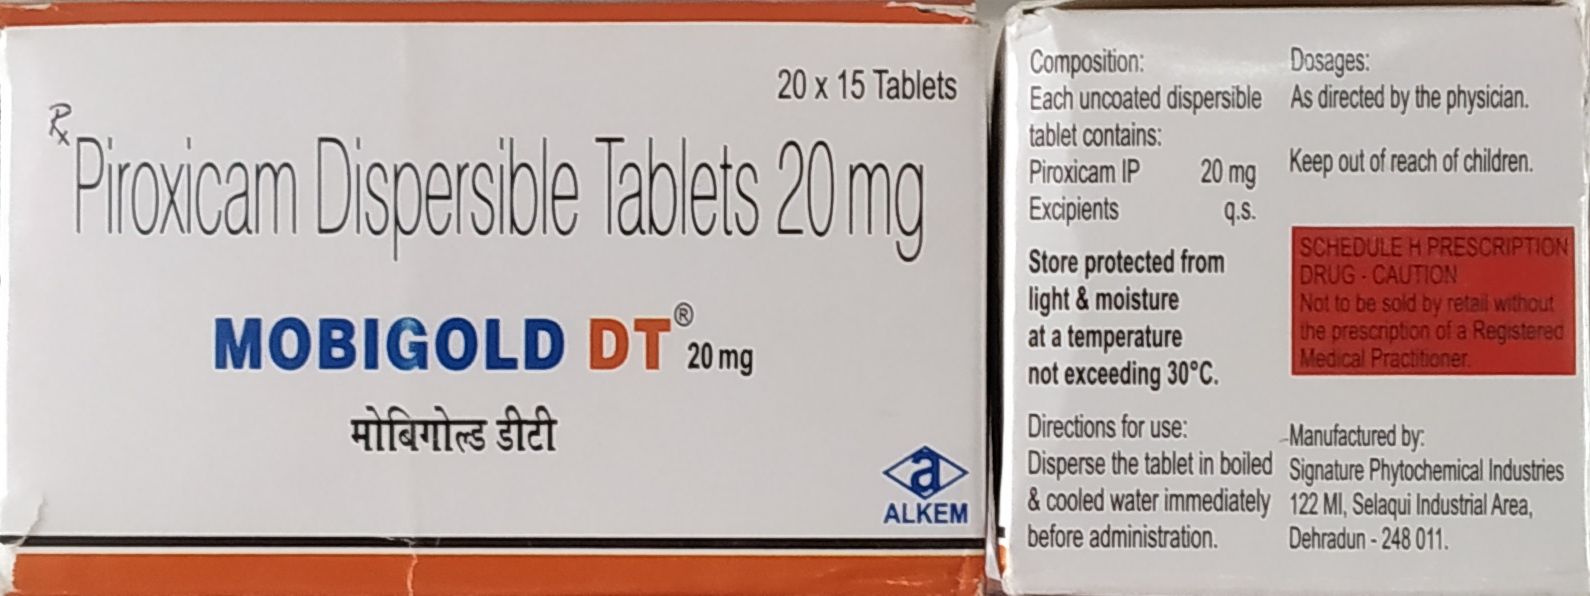 20 x 15 Tablets
Rx
Piroxicam Dispersible Tablets 20 mg
MOBIGOLD DT® 20 mg
मोबिगोल्ड डीटी
a
ALKEM
Composition:
Each uncoated dispersible
tablet contains:
Piroxicam IP 20 mg
Excipients q.s.
Store protected from
light & moisture
at a temperature
not exceeding 30°C.
Directions for use:
Disperse the tablet in boiled
& cooled water immediately
before administration.
Dosages:
As directed by the physician.
Keep out of reach of children.
SCHEDULE H PRESCRIPTION
DRUG - CAUTION
Not to be sold by retail without
the prescription of a Registered
Medical Practitioner.
Manufactured by:
Signature Phytochemical Industries
122 MI, Selaqui Industrial Area,
Dehradun - 248 011.